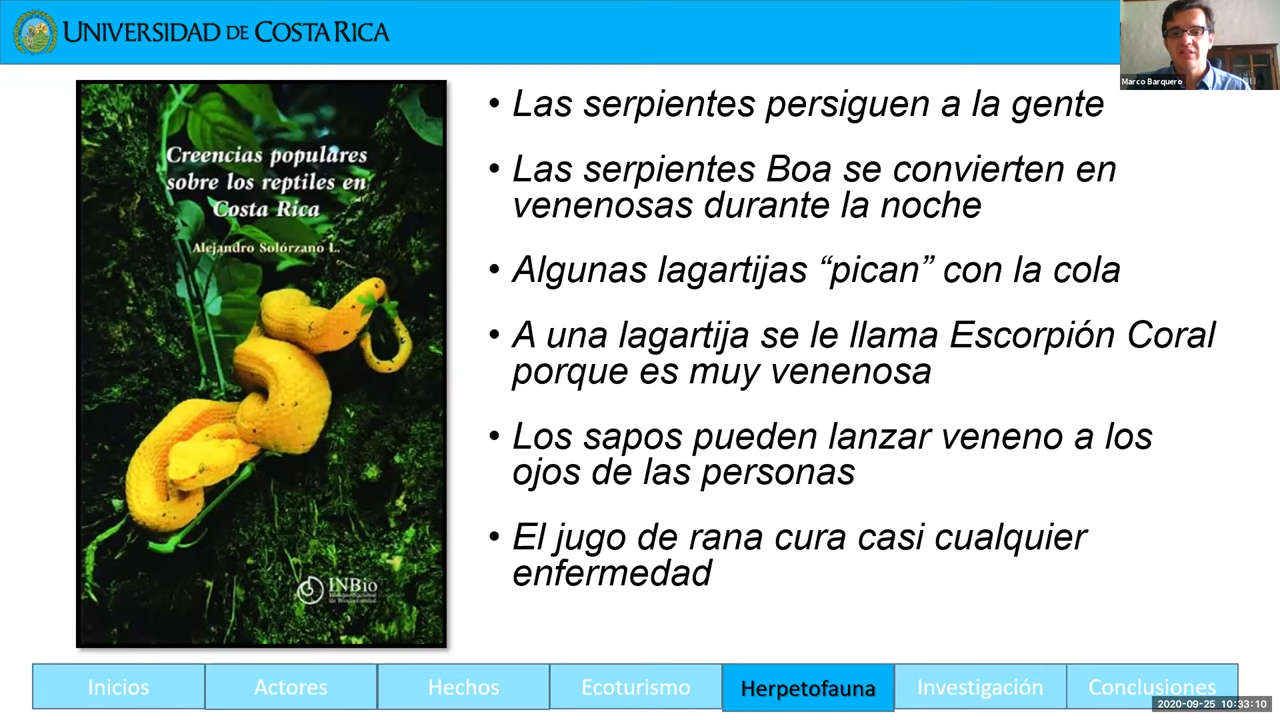 UNIVERSIDAD DE COSTA RICA
Marco Barquero
Creencias populares
sobre los reptiles en
Costa Rica
Alejandro Solórzano L.
INBio
• Las serpientes persiguen a la gente
• Las serpientes Boa se convierten en
venenosas durante la noche
• Algunas lagartijas “pican” con la cola
• A una lagartija se le llama Escorpión Coral
porque es muy venenosa
• Los sapos pueden lanzar veneno a los
ojos de las personas
• El jugo de rana cura casi cualquier
enfermedad
Inicios
Actores
Hechos
Ecoturismo
Herpetofauna
Investigación
Conclusiones
2020-09-25 10:33:10